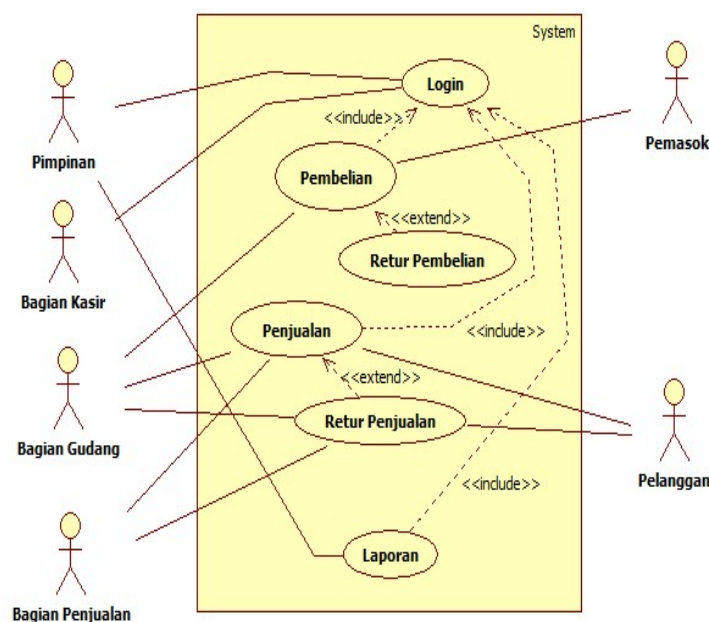 System
Login
Pimpinan
<<include>>
Pemasok
Pembelian
<<extend>>
Retur Pembelian
Bagian Kasir
Penjualan
<<include>>
<<extend>>
Retur Penjualan
Bagian Gudang
Pelanggan
<<include>>
Laporan
Bagian Penjualan